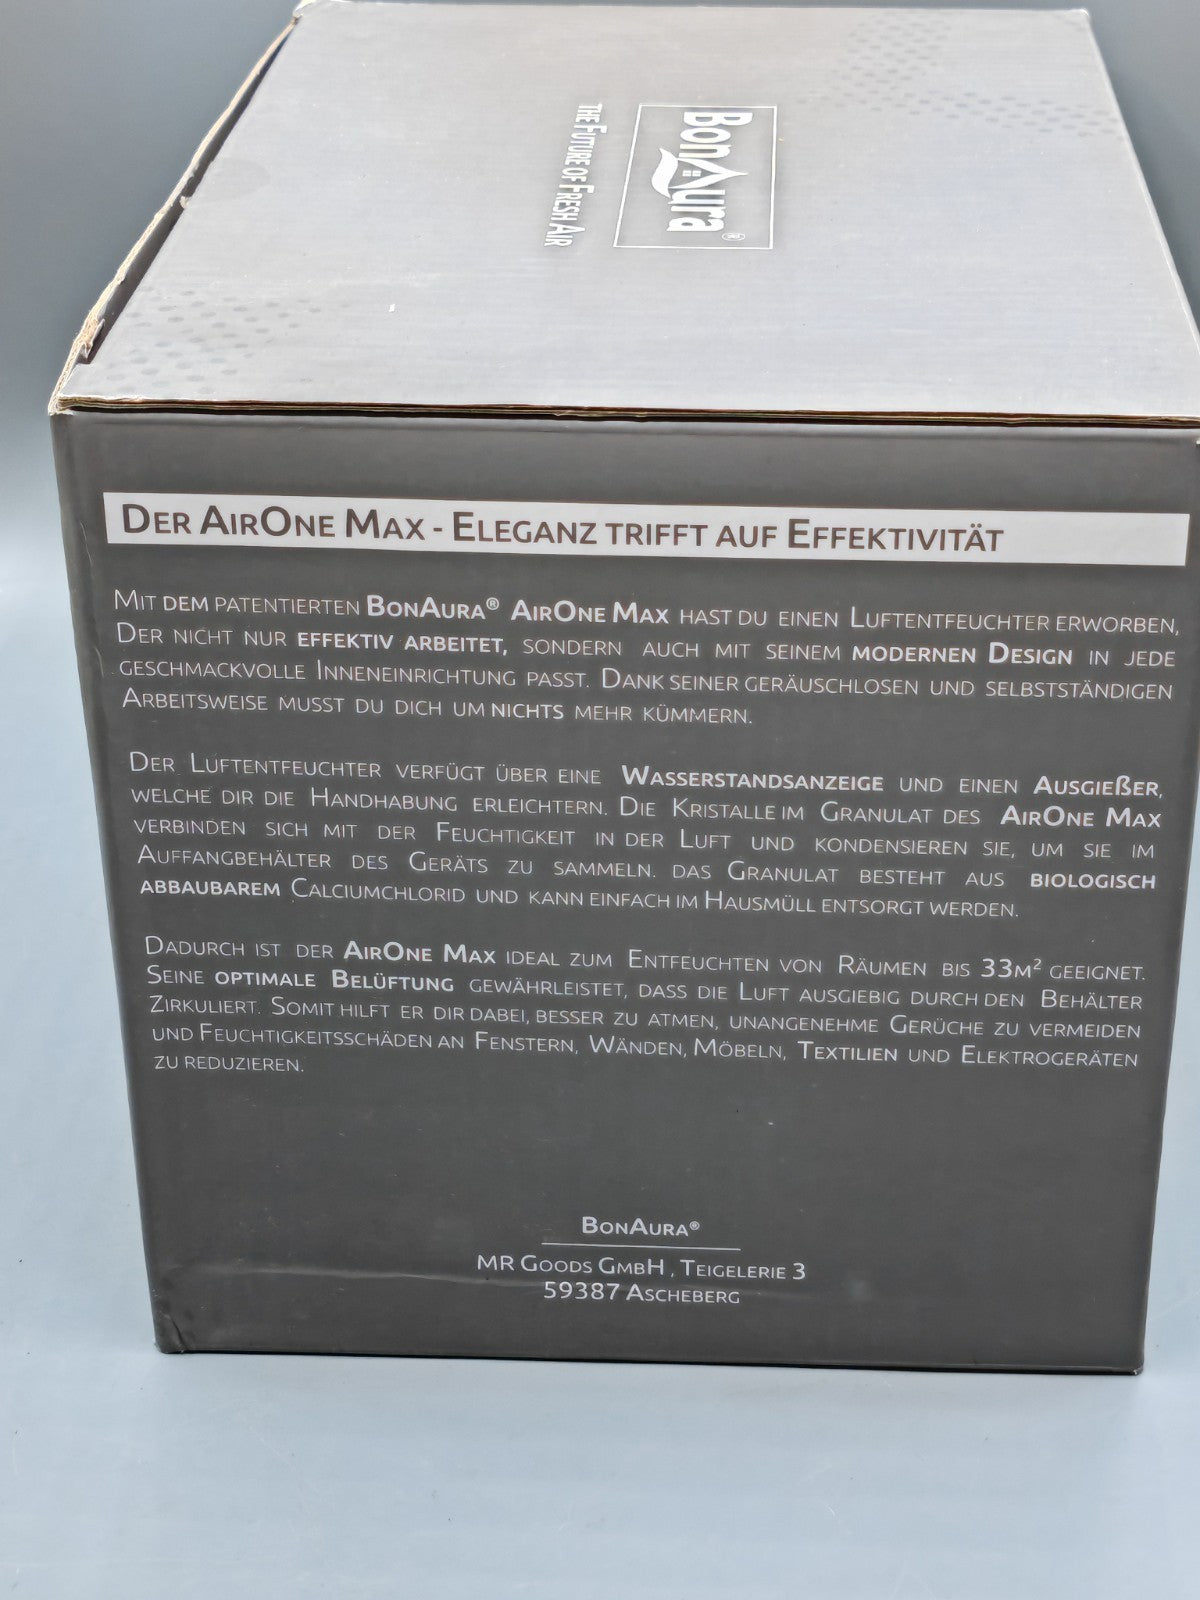 BonAura®
The Future of Fresh Air
Der AirOne Max - Eleganz trifft auf Effektivität
Mit dem patentierten BonAura® AirOne Max hast du einen Luftentfeuchter erworben,
Der nicht nur effektiv arbeitet, sondern auch mit seinem modernen Design in jede
geschmackvolle Inneneinrichtung passt. Dank seiner geräuschlosen und selbstständigen
Arbeitsweise musst du dich um nichts mehr kümmern.
Der Luftentfeuchter verfügt über eine Wasserstandsanzeige und einen Ausgießer,
welche dir die Handhabung erleichtern. Die Kristalle im Granulat des AirOne Max
verbinden sich mit der Feuchtigkeit in der Luft und kondensieren sie, um sie im
Auffangbehälter des Geräts zu sammeln. das Granulat besteht aus biologisch
abbaubarem Calciumchlorid und kann einfach im Hausmüll entsorgt werden.
Dadurch ist der AirOne Max ideal zum Entfeuchten von Räumen bis 33m² geeignet.
Seine optimale Belüftung gewährleistet, dass die Luft ausgiebig durch den Behälter
Zirkuliert. Somit hilft er dir dabei, besser zu atmen, unangenehme Gerüche zu vermeiden
und Feuchtigkeitsschäden an Fenstern, Wänden, Möbeln, Textilien und Elektrogeräten
zu reduzieren.
BonAura®
MR Goods GmbH , Teigelerie 3
59387 Ascheberg